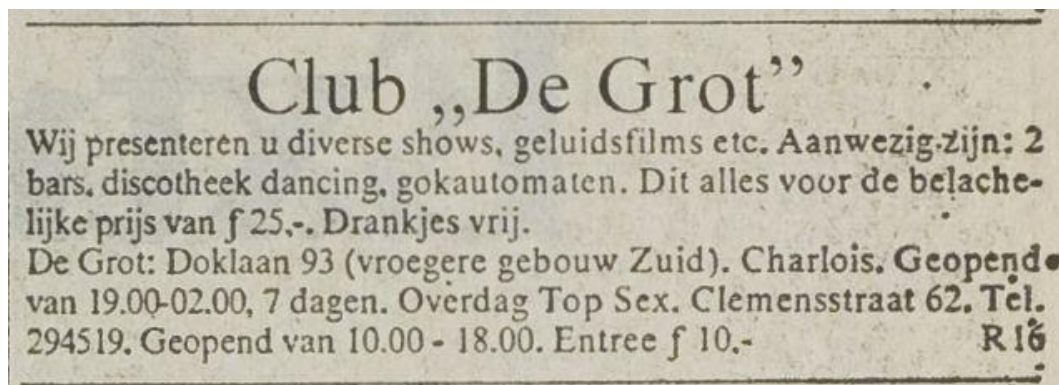 Club „De Grot”
Wij presenteren u diverse shows, geluidsfilms etc. Aanwezig zijn: 2
bars, discotheek dancing, gokautomaten. Dit alles voor de belache-
lijke prijs van ƒ 25,-. Drankjes vrij.
De Grot: Doklaan 93 (vroegere gebouw Zuid). Charlois. Geopend
van 19.00-02.00, 7 dagen. Overdag Top Sex. Clemensstraat 62. Tel.
294519. Geopend van 10.00 - 18.00. Entree ƒ 10,-
R 16